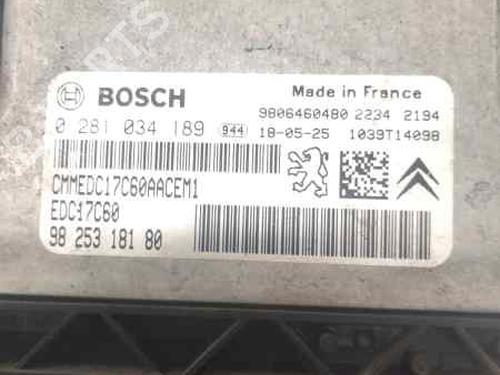 BOSCH
Made in France
9806460480 2234 2194
0 281 034 189 944 18-05-25 1039T14098
CMMEDC17C60AACEM1
EDC17C60
98 253 181 80